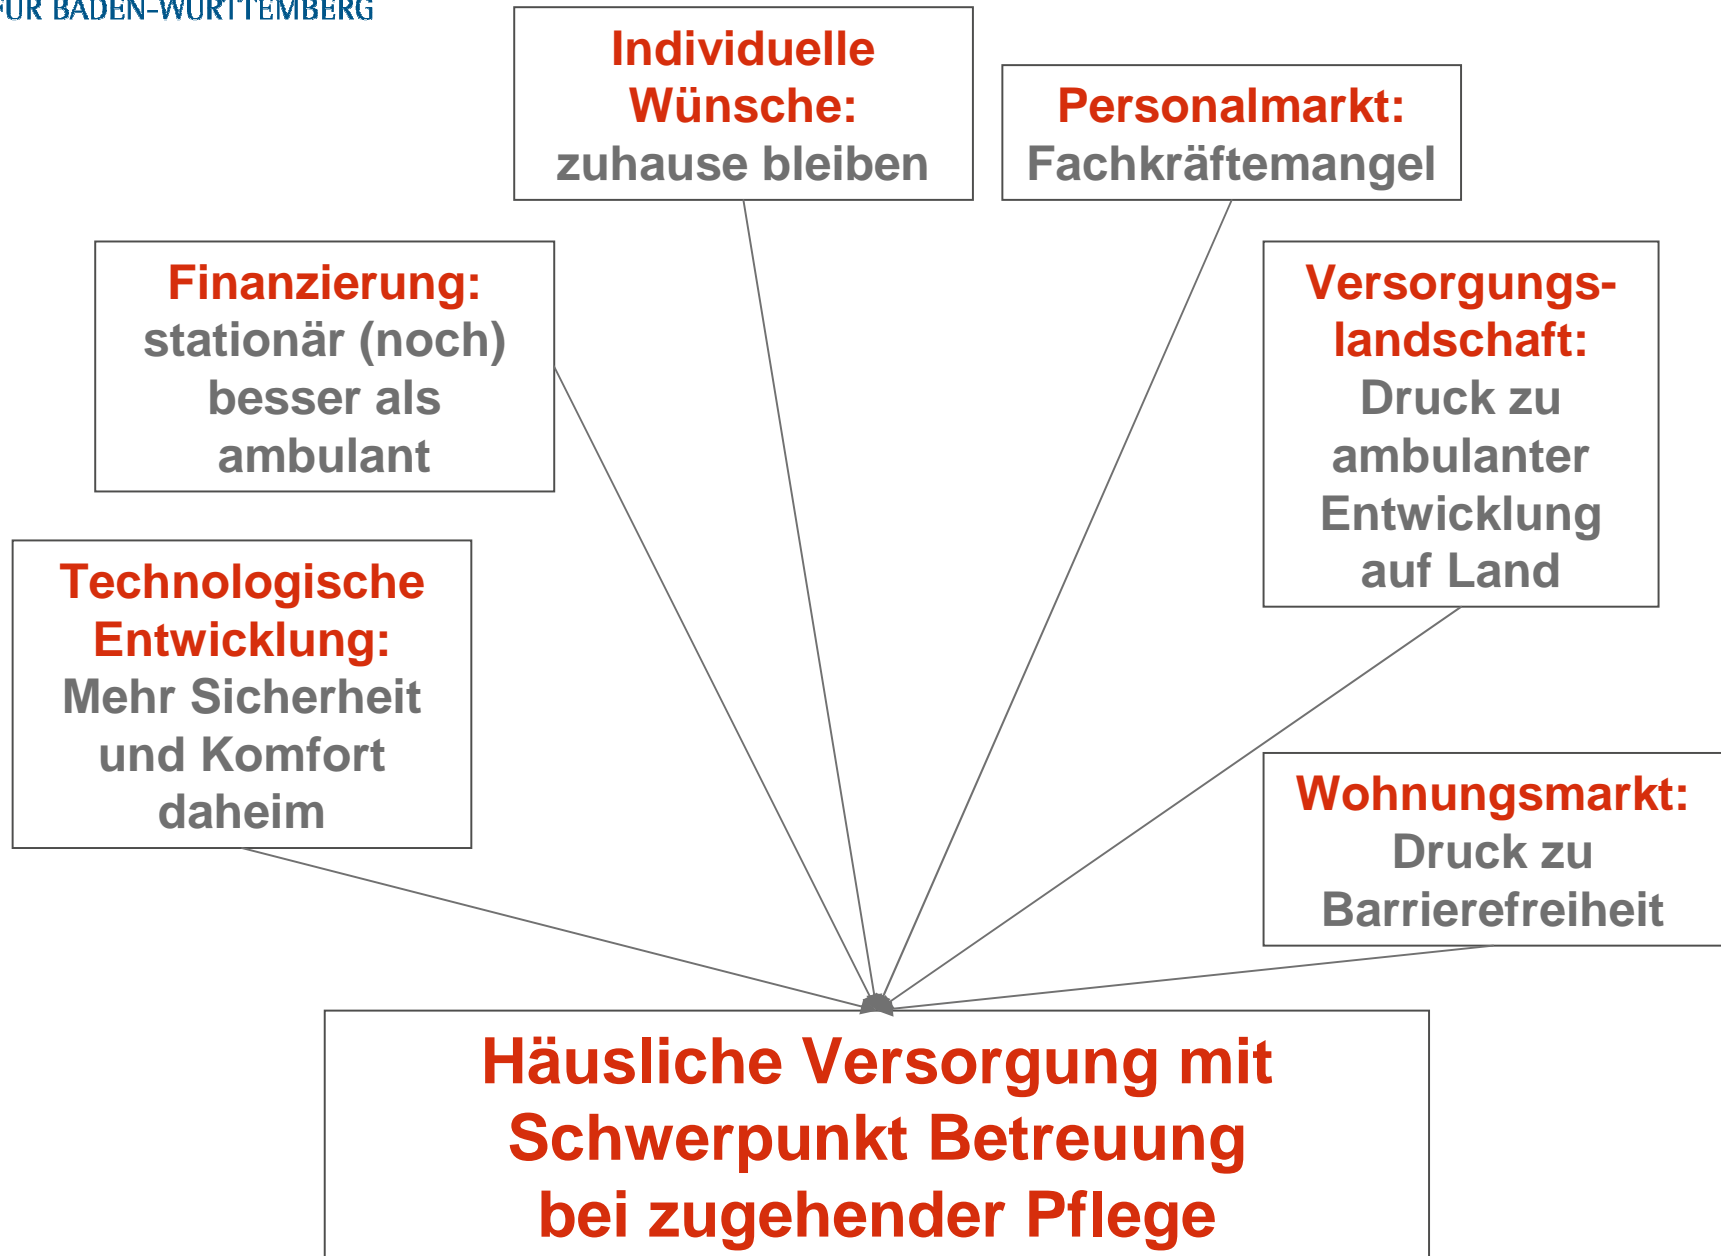 FÜR BADEN-WÜRTTEMBERG
Individuelle
Wünsche:
zuhause bleiben
Personalmarkt:
Fachkräftemangel
Finanzierung:
stationär (noch)
besser als
ambulant
Versorgungs-
landschaft:
Druck zu
ambulanter
Entwicklung
auf Land
Technologische
Entwicklung:
Mehr Sicherheit
und Komfort
daheim
Wohnungsmarkt:
Druck zu
Barrierefreiheit
Häusliche Versorgung mit
Schwerpunkt Betreuung
bei zugehender Pflege